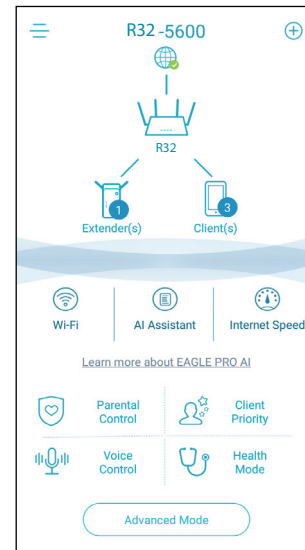 R32 -5600
R32
1
3
Extender(s)
Client(s)
Wi-Fi
AI Assistant
Internet Speed
Learn more about EAGLE PRO AI
Parental
Control
Client
Priority
Voice
Control
Health
Mode
Advanced Mode